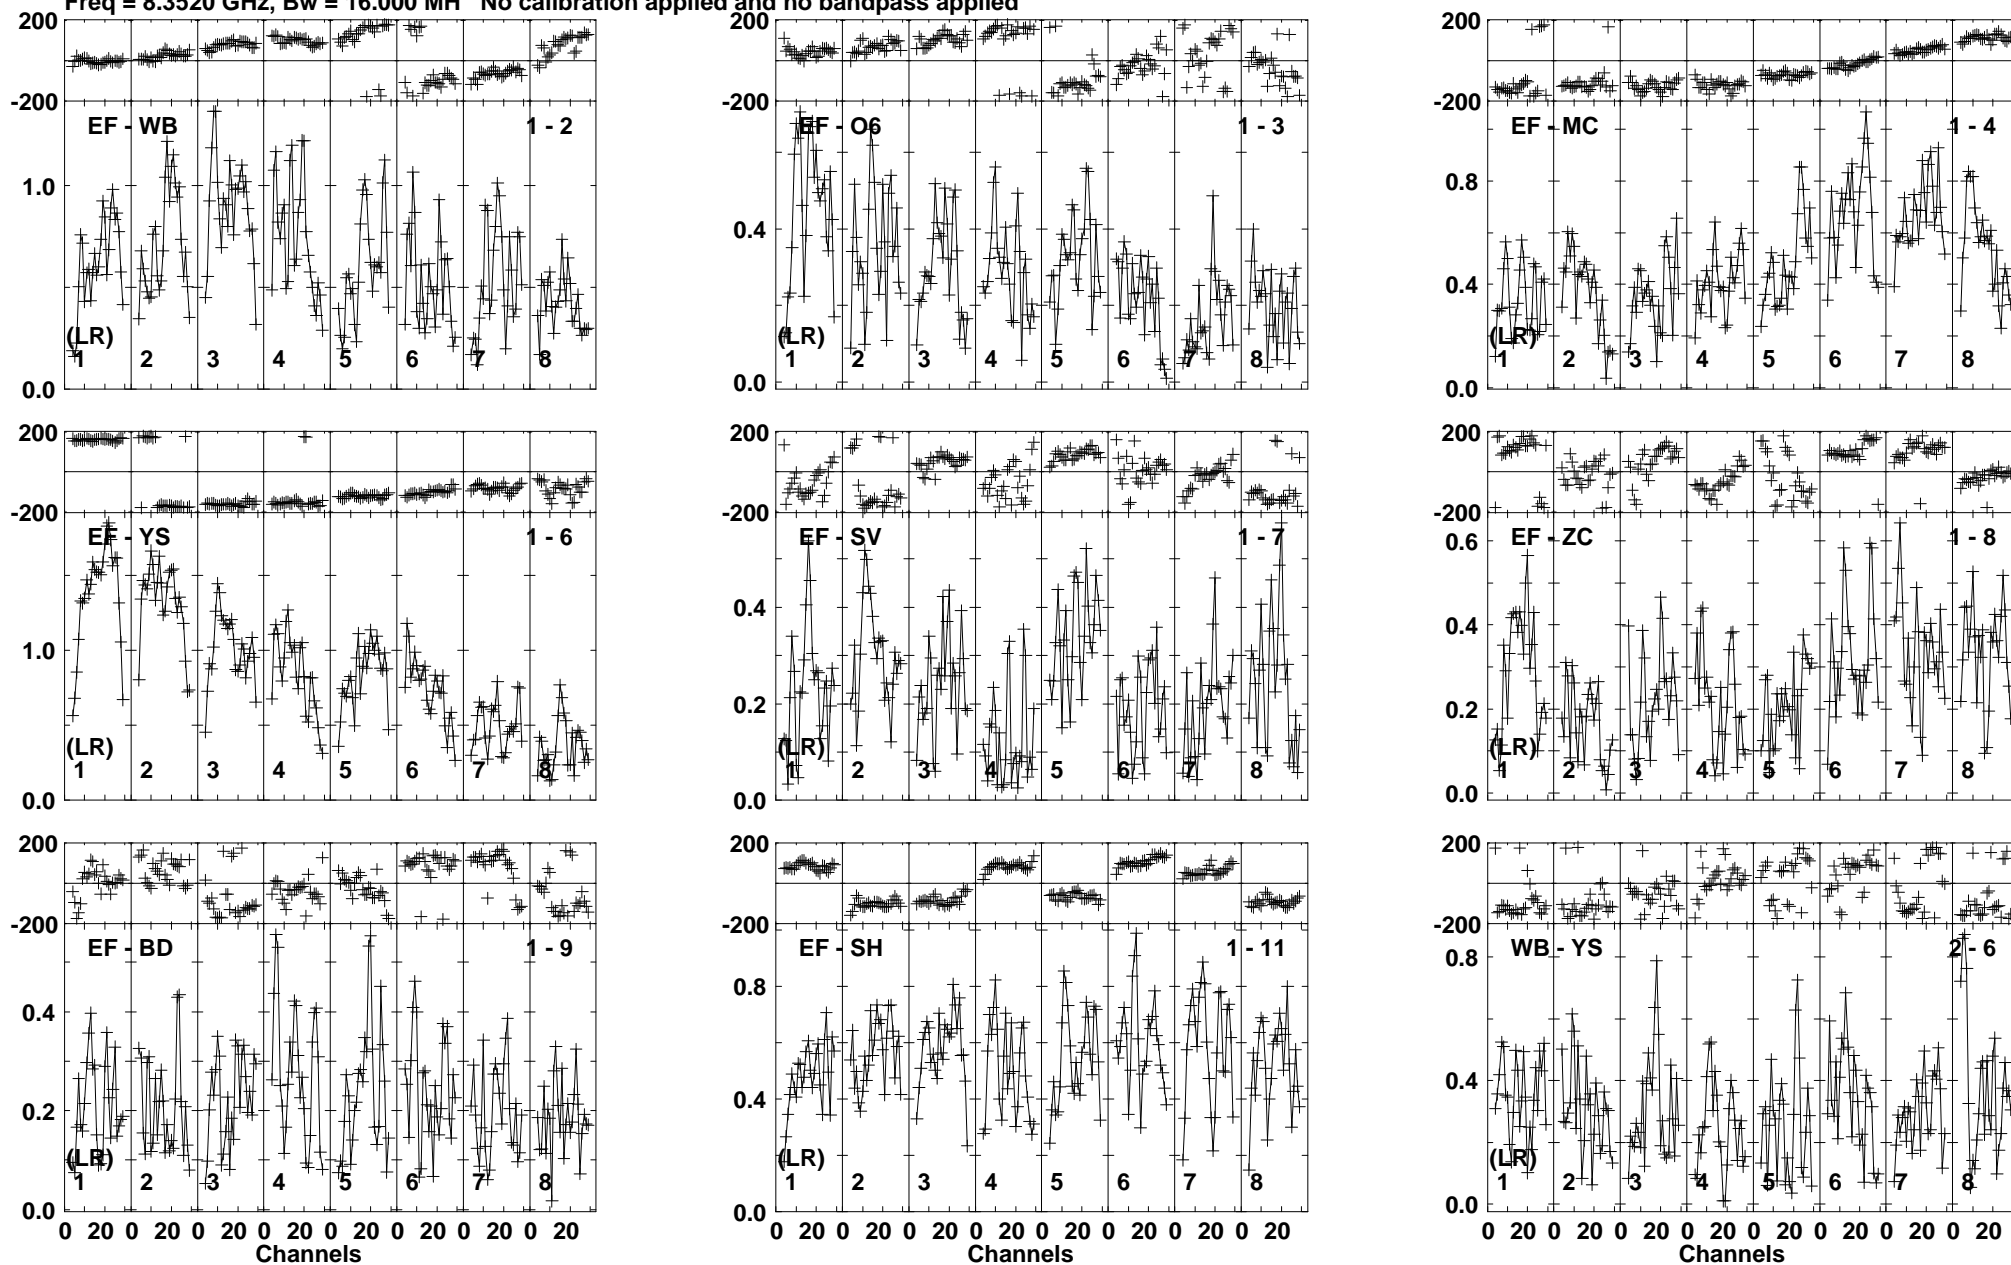 Freq = 8.3520 GHz, Bw = 16.000 MH No calibration applied and no bandpass applied
200 200 200
-200 -200 -200
EF - WB 1 - 2 EF - O6 1 - 3 EF - MC 1 - 4
1.0 0.4 0.8
0.4
(LR) (LR) (LR)
1 2 3 4 5 6 7 8 1 2 3 4 5 6 7 8 1 2 3 4 5 6 7 8
0.0 0.0 0.0
200 200 200
-200 -200 -200
EF - YS 1 - 6 EF - SV 1 - 7 EF - ZC 1 - 8
0.6
1.0 0.4 0.4
0.2 0.2
(LR) (LR) (LR)
1 2 3 4 5 6 7 8 1 2 3 4 5 6 7 8 1 2 3 4 5 6 7 8
0.0 0.0 0.0
200 200 200
-200 -200 -200
EF - BD 1 - 9 EF - SH 1 - 11 WB - YS 2 - 6
0.4 0.8 0.8
0.2 0.4 0.4
(LR) (LR) (LR)
1 2 3 4 5 6 7 8 1 2 3 4 5 6 7 8 1 2 3 4 5 6 7 8
0.0 0.0 0.0
0 20 0 20 0 20 0 20 0 20 0 20 0 20 0 20 0 20 0 20 0 20 0 20 0 20 0 20 0 20 0 20 0 20 0 20 0 20 0 20 0 20 0 20 0 20 0 20
Channels Channels Channels